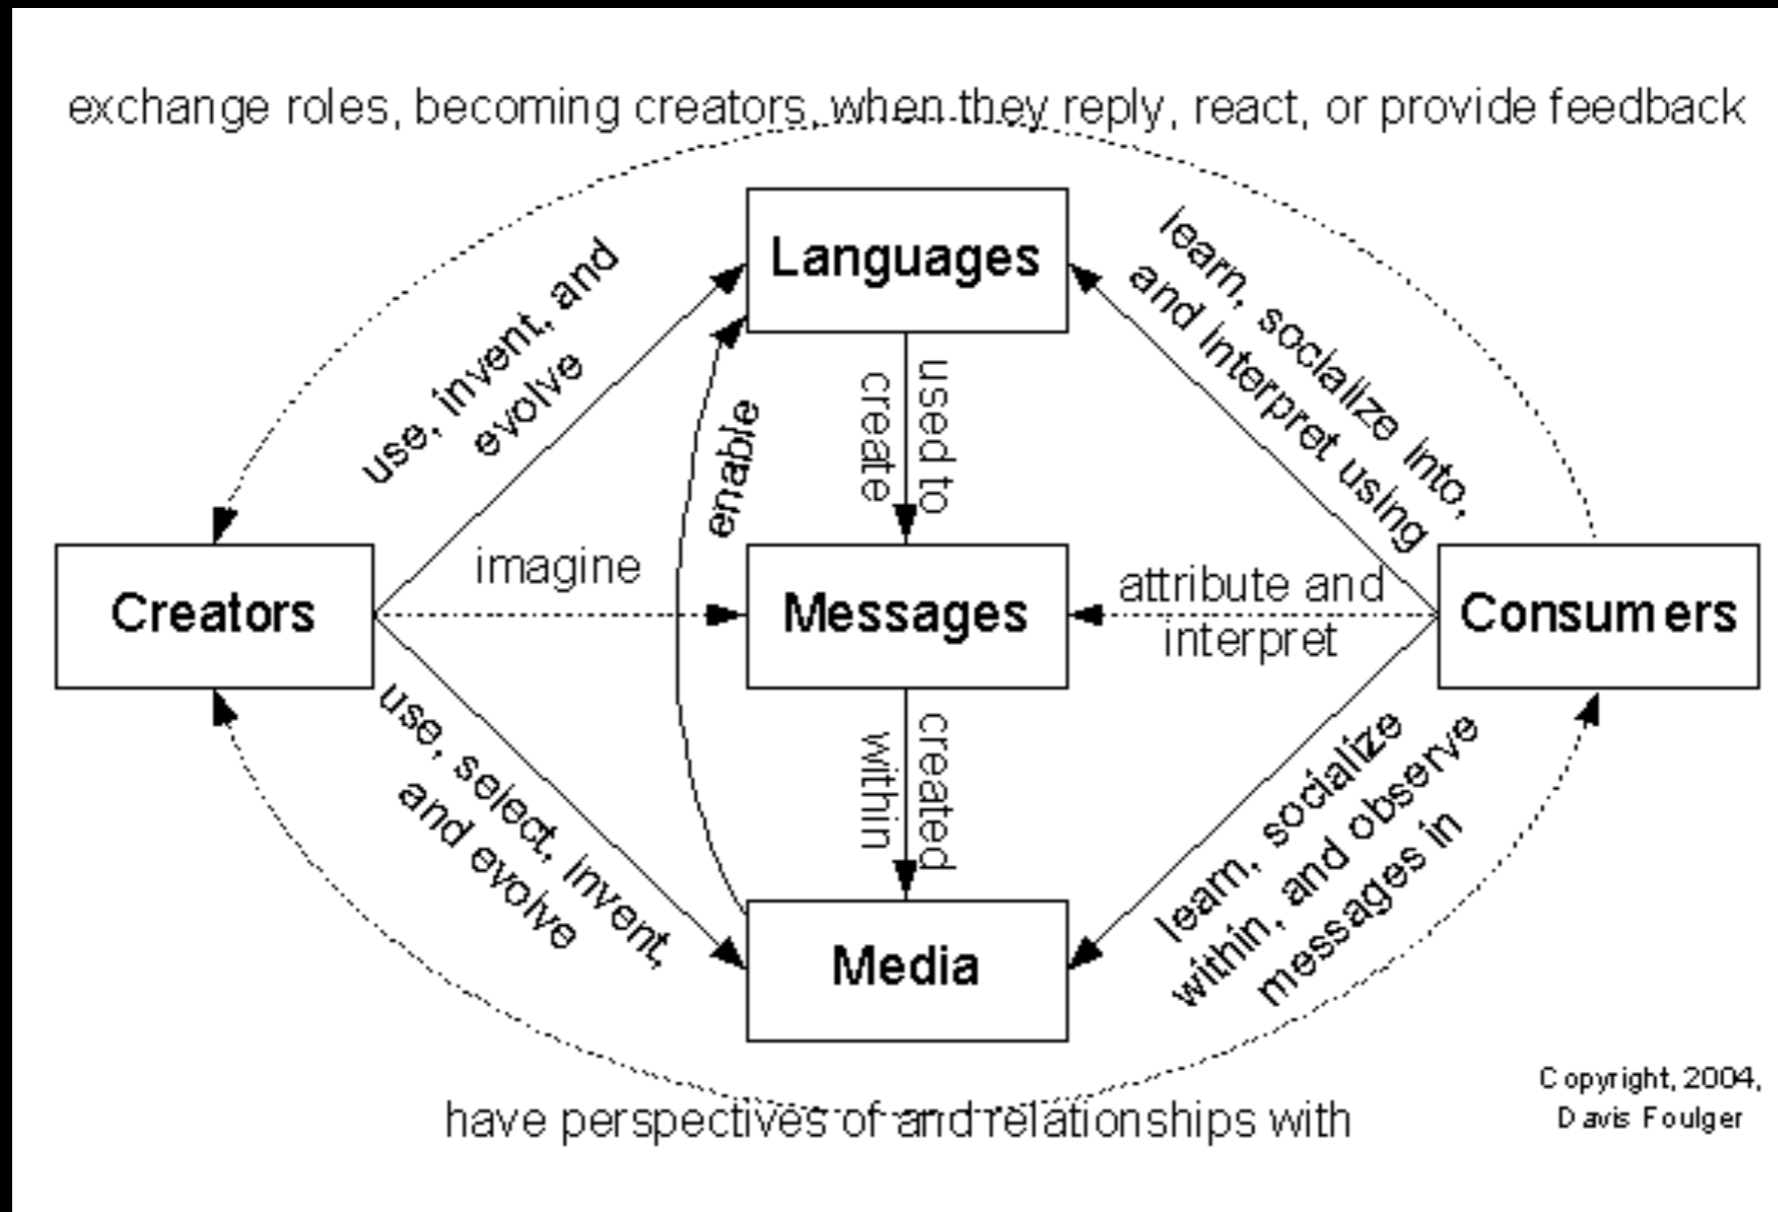 exchange roles, becoming creators, when they reply, react, or provide feedback
Languages
use, invent, and
evolve
learn, socialize into,
and interpret using
used to
create
enable
Creators
imagine
Messages
attribute and
interpret
Consumers
use, select, invent,
and evolve
created
within
learn, socialize
within, and observe
messages in
Media
have perspectives of and relationships with
Copyright, 2004,
Davis Foulger